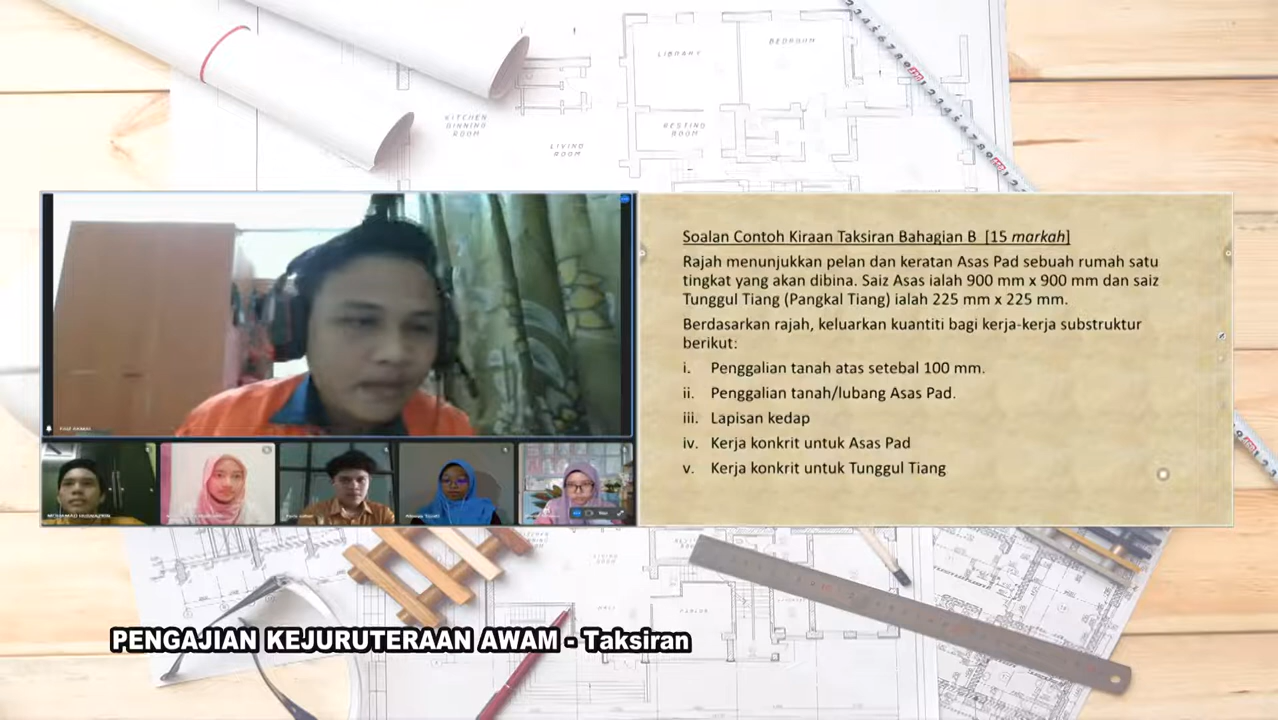 LIBRARY
BEDROOM
KITCHEN
DINNING
ROOM
LIVING
ROOM
RESTING
ROOM
Soalan Contoh Kiraan Taksiran Bahagian B [15 markah]
Rajah menunjukkan pelan dan keratan Asas Pad sebuah rumah satu
tingkat yang akan dibina. Saiz Asas ialah 900 mm x 900 mm dan saiz
Tunggul Tiang (Pangkal Tiang) ialah 225 mm x 225 mm.
Berdasarkan rajah, keluarkan kuantiti bagi kerja-kerja substruktur
berikut:
i. Penggalian tanah atas setebal 100 mm.
ii. Penggalian tanah/lubang Asas Pad.
iii. Lapisan kedap
iv. Kerja konkrit untuk Asas Pad
v. Kerja konkrit untuk Tunggul Tiang
PENGAJIAN KEJURUTERAAN AWAM - Taksiran